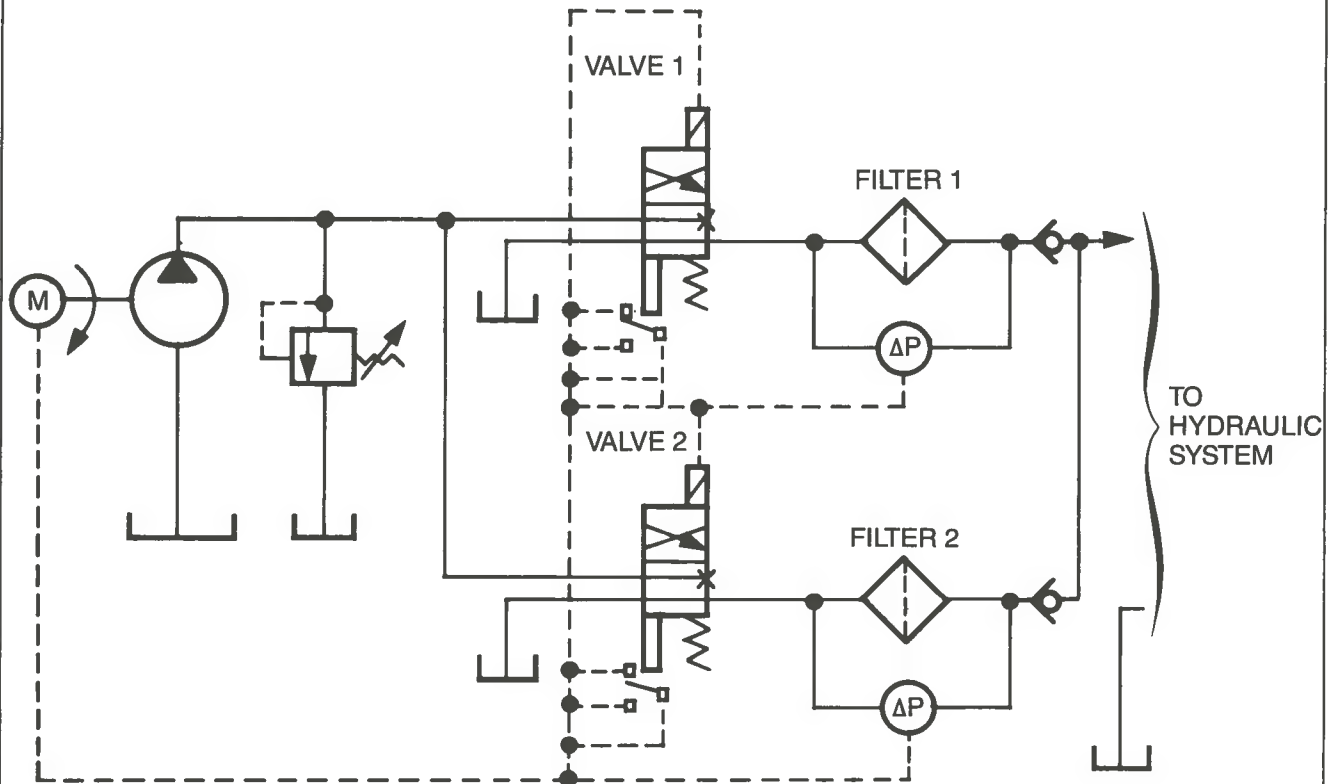 VALVE 1
FILTER 1
M
ΔP
TO
HYDRAULIC
SYSTEM
VALVE 2
FILTER 2
ΔP